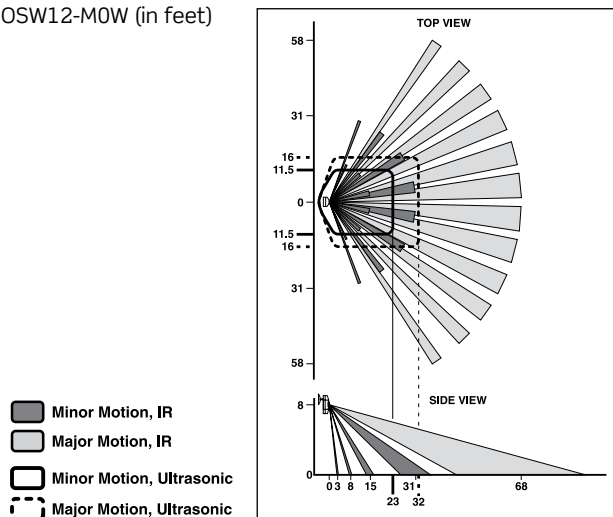 OSW12-M0W (in feet)
TOP VIEW
58
31
16
11.5
0
11.5
16
31
58
SIDE VIEW
8
0
0 3 8 15 31 68
23 32
Minor Motion, IR
Major Motion, IR
Minor Motion, Ultrasonic
Major Motion, Ultrasonic